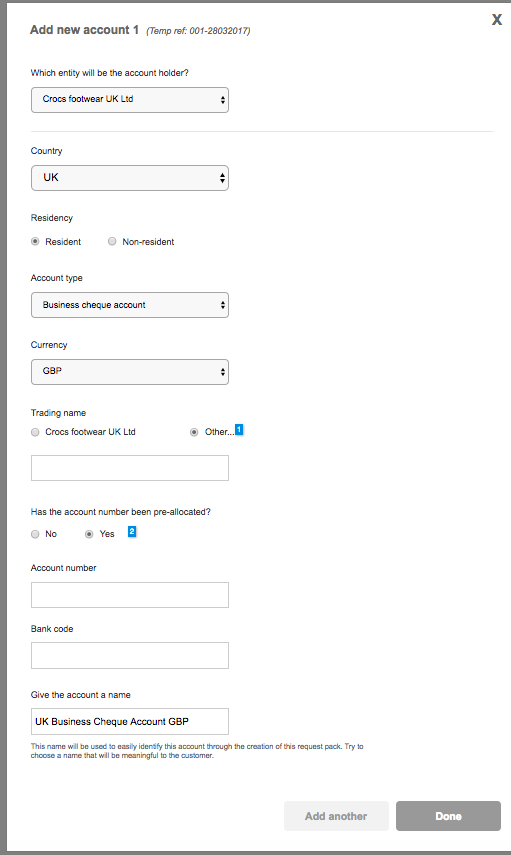 X
Add new account 1 (Temp ref: 001-28032017)
Which entity will be the account holder?
Crocs footwear UK Ltd
Country
UK
Residency
Resident Non-resident
Account type
Business cheque account
Currency
GBP
Trading name
Crocs footwear UK Ltd Other... 1
Has the account number been pre-allocated?
No Yes 2
Account number
Bank code
Give the account a name
UK Business Cheque Account GBP
This name will be used to easily identify this account through the creation of this request pack. Try to
choose a name that will be meaningful to the customer.
Add another Done